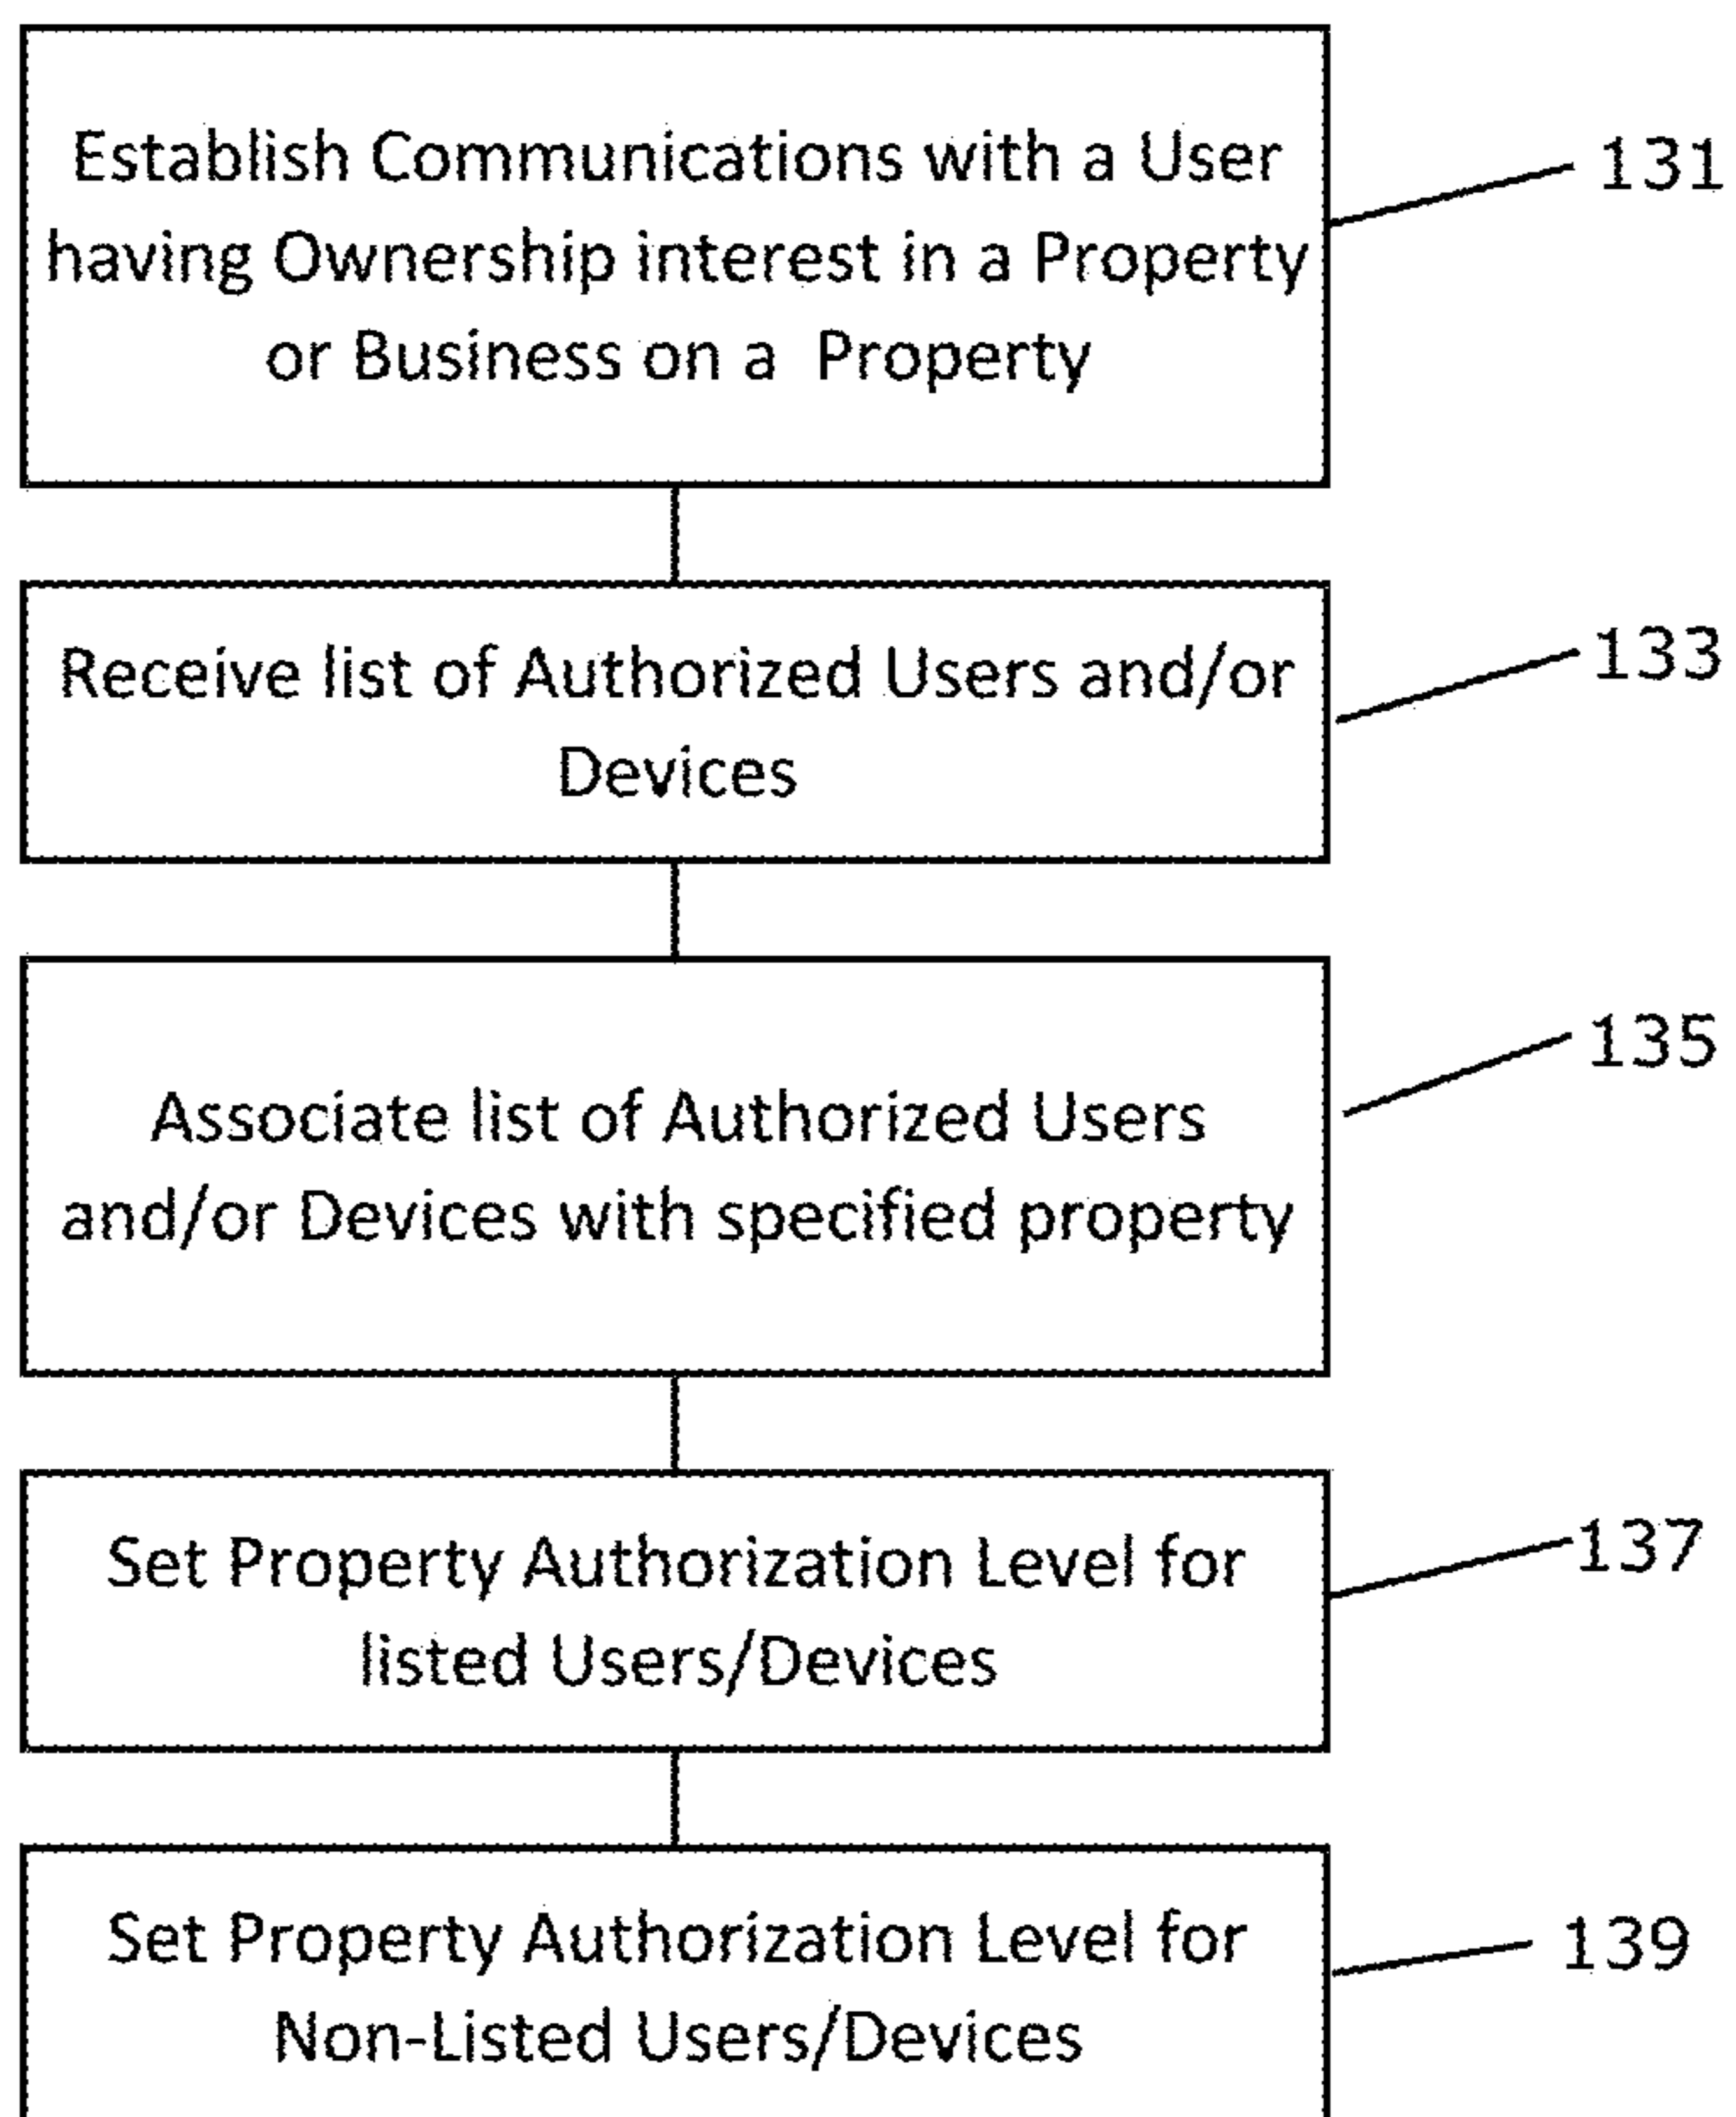 Establish Communications with a User
having Ownership interest in a Property
or Business on a Property
131
Receive list of Authorized Users and/or
Devices
133
Associate list of Authorized Users
and/or Devices with specified property
135
Set Property Authorization Level for
listed Users/Devices
137
Set Property Authorization Level for
Non-Listed Users/Devices
139